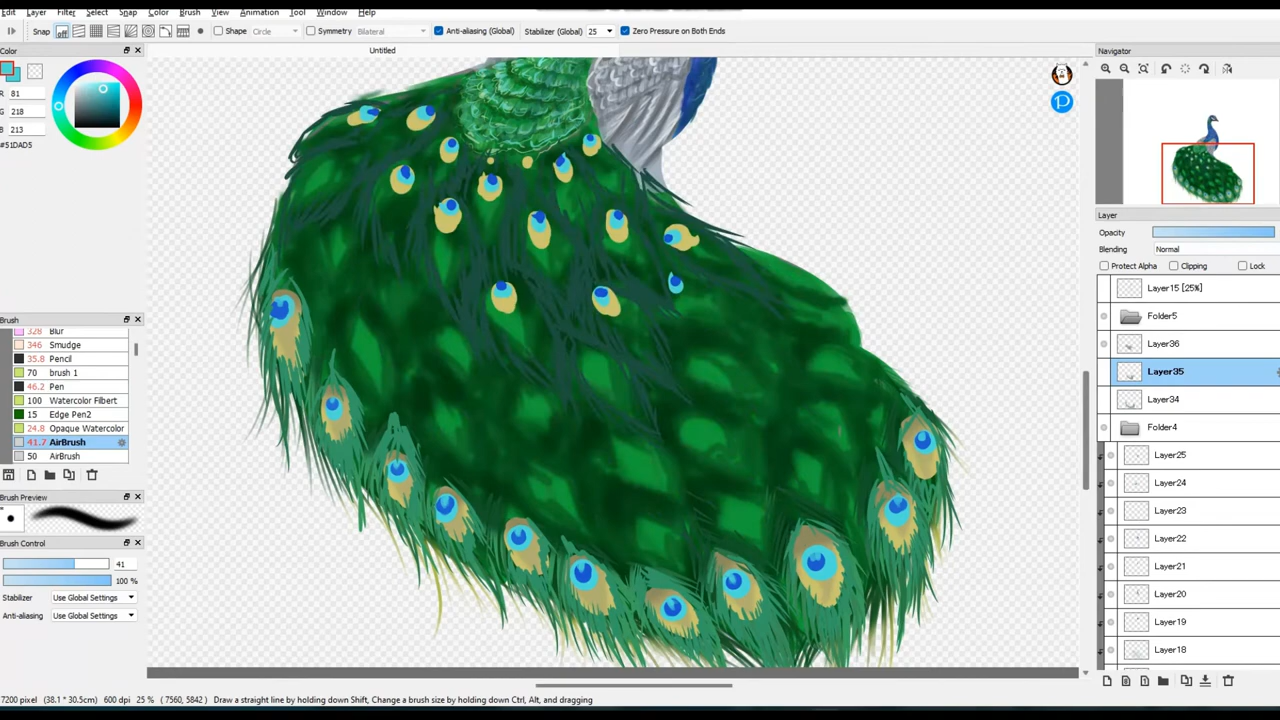 Edit Layer Filter Select Snap Color Brush View Animation Tool Window Help
Snap off Shape Circle Symmetry Bilateral Anti-aliasing (Global) Stabilizer (Global) 25 Zero Pressure on Both Ends
Color
Untitled
R 81
G 218
B 213
#51DAD5
Brush
328 Blur
346 Smudge
35.8 Pencil
70 brush 1
46.2 Pen
100 Watercolor Filbert)
15 Edge Pen2
24.8 Opaque Watercolor
41.7 AirBrush
50 AirBrush
Brush Preview
Brush Control
41
100 %
Stabilizer Use Global Settings
Anti-aliasing Use Global Settings
Navigator
Layer
Opacity
Blending Normal
Protect Alpha Clipping Lock
Layer15 [25%]
Folder5
Layer36
Layer35
Layer34
Folder4
Layer25
Layer24
Layer23
Layer22
Layer21
Layer20
Layer19
Layer18
7200 pixel (38.1 * 30.5cm) 600 dpi 25 % ( 7560, 5842 ) Draw a straight line by holding down Shift, Change a brush size by holding down Ctrl, Alt, and dragging